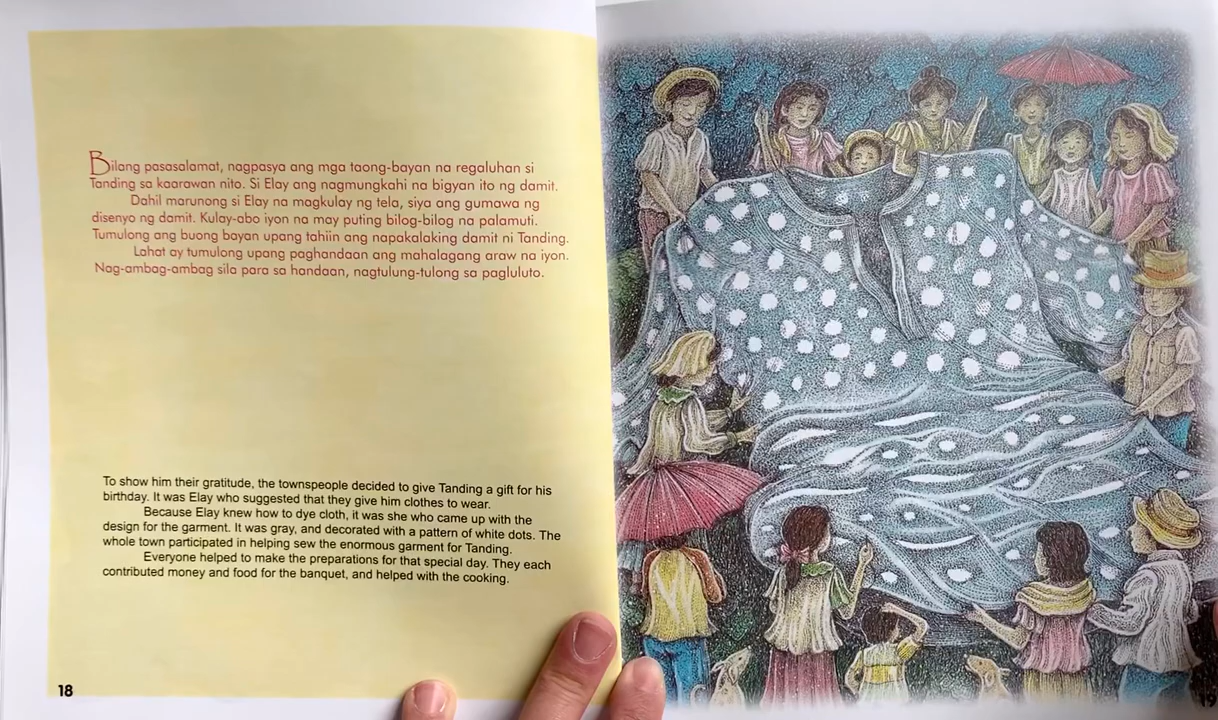 Bilang pasasalamat, nagpasya ang mga taong-bayan na regaluhan si
Tanding sa kaarawan nito. Si Elay ang nagmungkahi na bigyan ito ng damit.
Dahil marunong si Elay na magkulay ng tela, siya ang gumawa ng
disenyo ng damit. Kulay-abo iyon na may puting bilog-bilog na palamuti.
Tumulong ang buong bayan upang tahiin ang napakalaking damit ni Tanding.
Lahat ay tumulong upang paghandaan ang mahalagang araw na iyon.
Nag-ambag-ambag sila para sa handaan, nagtulung-tulong sa pagluluto.
To show him their gratitude, the townspeople decided to give Tanding a gift for his
birthday. It was Elay who suggested that they give him clothes to wear.
Because Elay knew how to dye cloth, it was she who came up with the
design for the garment. It was gray, and decorated with a pattern of white dots. The
whole town participated in helping sew the enormous garment for Tanding.
Everyone helped to make the preparations for that special day. They each
contributed money and food for the banquet, and helped with the cooking.
18
19